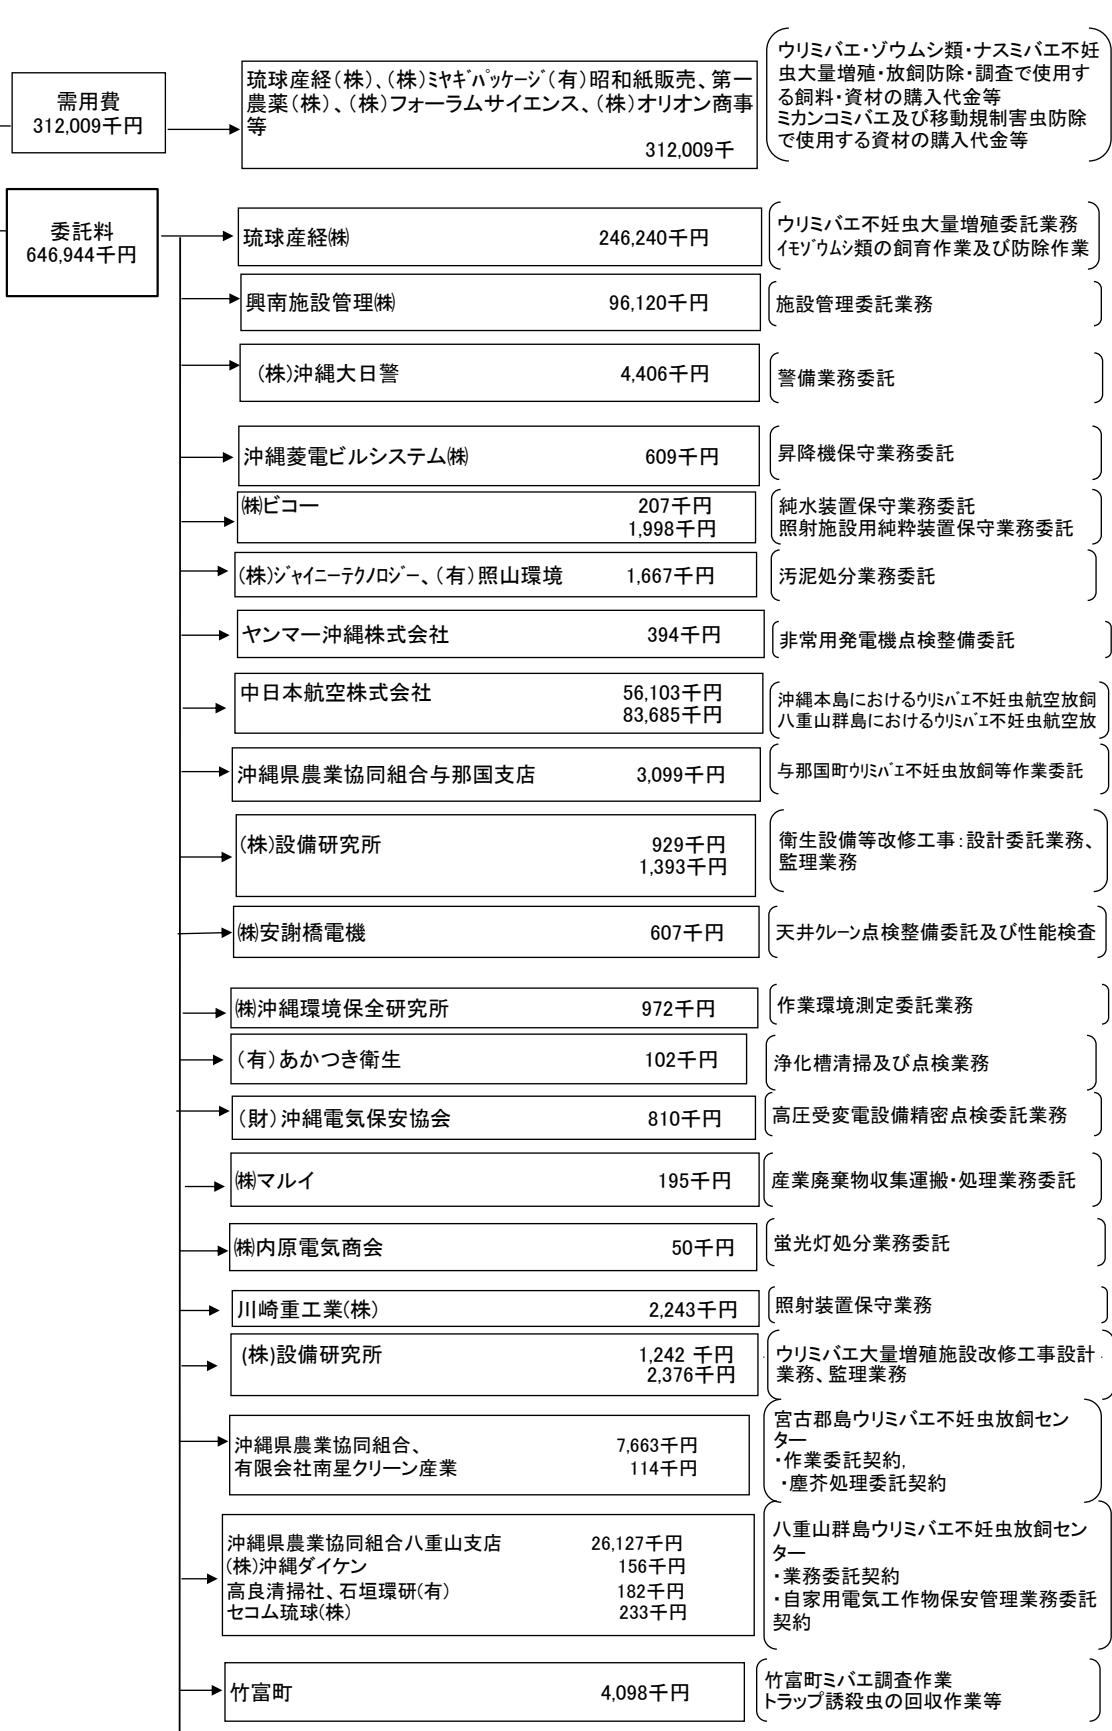 需用費
312,009千円
琉球産経(株)、(株)ミヤギパッケージ(有)昭和紙販売、第一
農薬(株)、(株)フォーラムサイエンス、(株)オリオン商事
等
312,009千
ウリミバエ・ゾウムシ類・ナスミバエ不妊
虫大量増殖・放飼防除・調査で使用す
る飼料・資材の購入代金等
ミカンコミバエ及び移動規制害虫防除
で使用する資材の購入代金等
委託料
646,944千円
琉球産経㈱ 246,240千円
ウリミバエ不妊虫大量増殖委託業務
イモゾウムシ類の飼育作業及び防除作業
興南施設管理㈱ 96,120千円
施設管理委託業務
(株)沖縄大日警 4,406千円
警備業務委託
沖縄菱電ビルシステム㈱ 609千円
昇降機保守業務委託
㈱ビコー 207千円
1,998千円
純水装置保守業務委託
照射施設用純粋装置保守業務委託
(株)ジャイニーテクノロジー、(有)照山環境 1,667千円
汚泥処分業務委託
ヤンマー沖縄株式会社 394千円
非常用発電機点検整備委託
中日本航空株式会社 56,103千円
83,685千円
沖縄本島におけるウリミバエ不妊虫航空放飼
八重山群島におけるウリミバエ不妊虫航空放
沖縄県農業協同組合与那国支店 3,099千円
与那国町ウリミバエ不妊虫放飼等作業委託
(株)設備研究所 929千円
1,393千円
衛生設備等改修工事:設計委託業務、
監理業務
㈱安謝橋電機 607千円
天井クレーン点検整備委託及び性能検査
㈱沖縄環境保全研究所 972千円
作業環境測定委託業務
(有)あかつき衛生 102千円
浄化槽清掃及び点検業務
(財)沖縄電気保安協会 810千円
高圧受変電設備精密点検委託業務
㈱マルイ 195千円
産業廃棄物収集運搬・処理業務委託
㈱内原電気商会 50千円
蛍光灯処分業務委託
川崎重工業(株) 2,243千円
照射装置保守業務
(株)設備研究所 1,242 千円
2,376千円
ウリミバエ大量増殖施設改修工事設計
業務、監理業務
沖縄県農業協同組合、 7,663千円
有限会社南星クリーン産業 114千円
宮古郡島ウリミバエ不妊虫放飼セン
ター
・作業委託契約,
・塵芥処理委託契約
沖縄県農業協同組合八重山支店 26,127千円
(株)沖縄ダイケン 156千円
高良清掃社、石垣環研(有) 182千円
セコム琉球(株) 233千円
八重山群島ウリミバエ不妊虫放飼セン
ター
・業務委託契約
・自家用電気工作物保安管理業務委託
契約
竹富町 4,098千円
竹富町ミバエ調査作業
トラップ誘殺虫の回収作業等